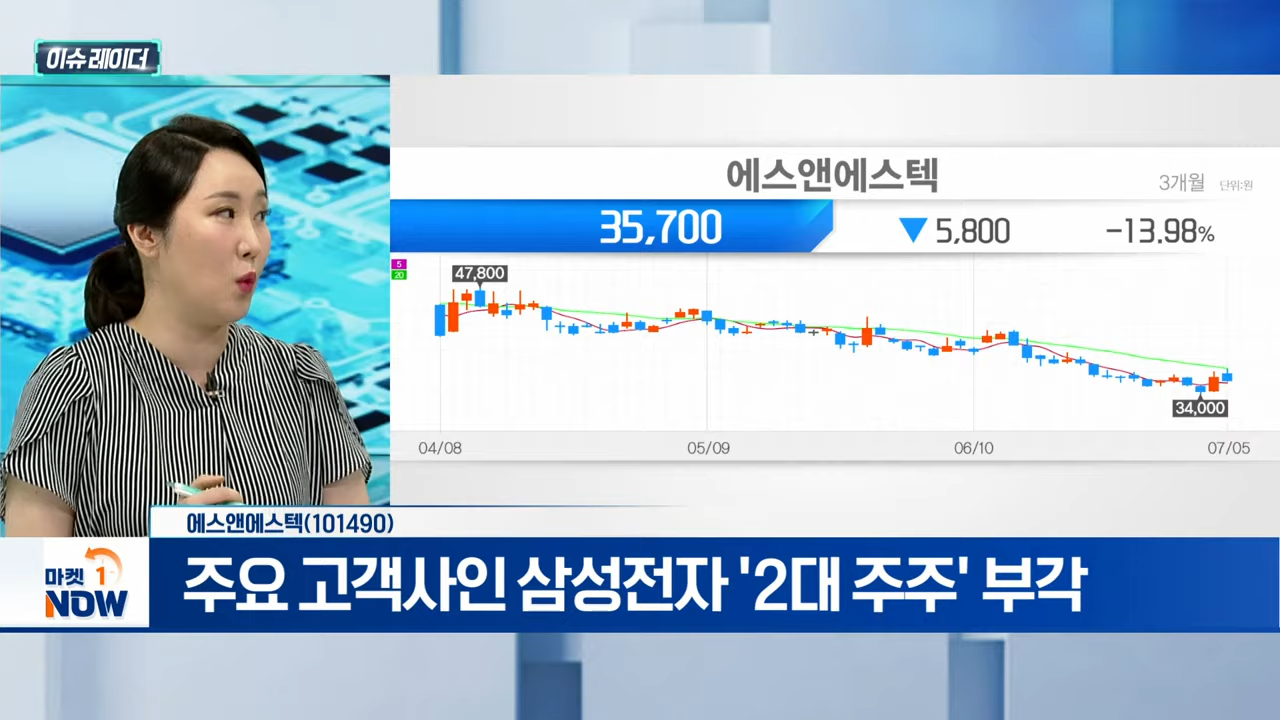 이슈 레이더
에스앤에스텍
3개월 단위:원
35,700 ▼ 5,800 -13.98%
5
20
47,800
34,000
04/08 05/09 06/10 07/05
에스앤에스텍(101490)
마켓 1
NOW
주요 고객사인 삼성전자 '2대 주주' 부각